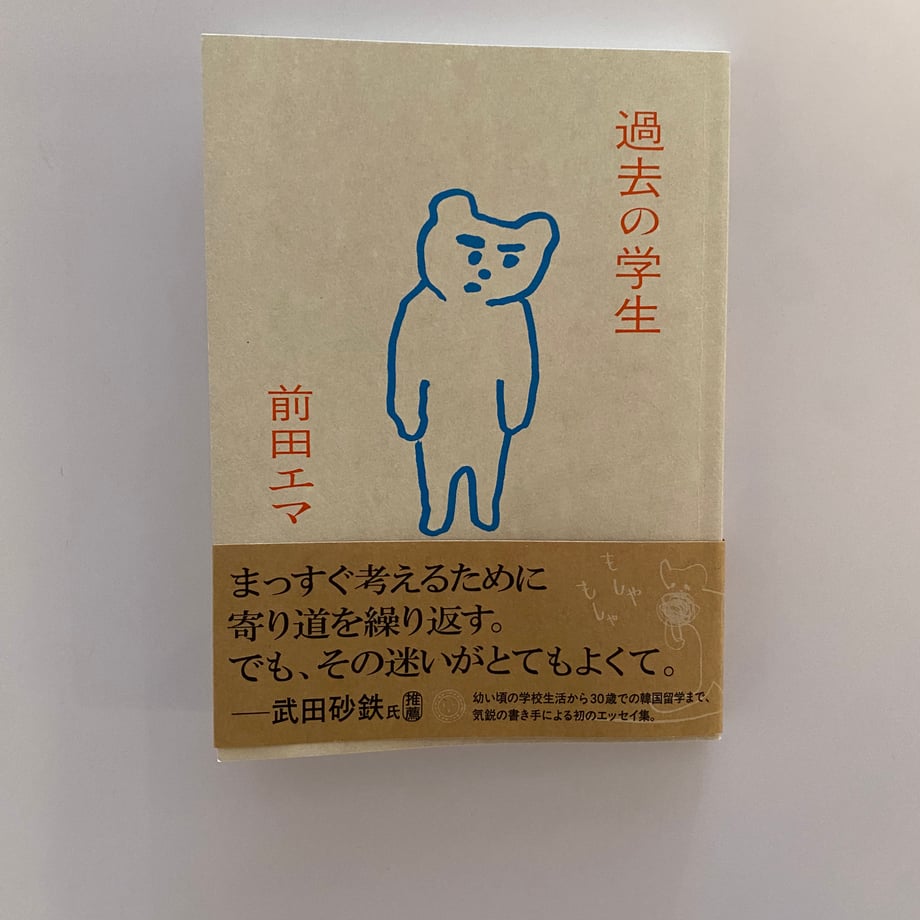 過去の学生
前田エマ
まっすぐ考えるために
寄り道を繰り返す。
でも、その迷いがとてもよくて。
──武田砂鉄氏 推薦
もしゃ
もしゃ
幼い頃の学校生活から30歳での韓国留学まで、
気鋭の書き手による初のエッセイ集。